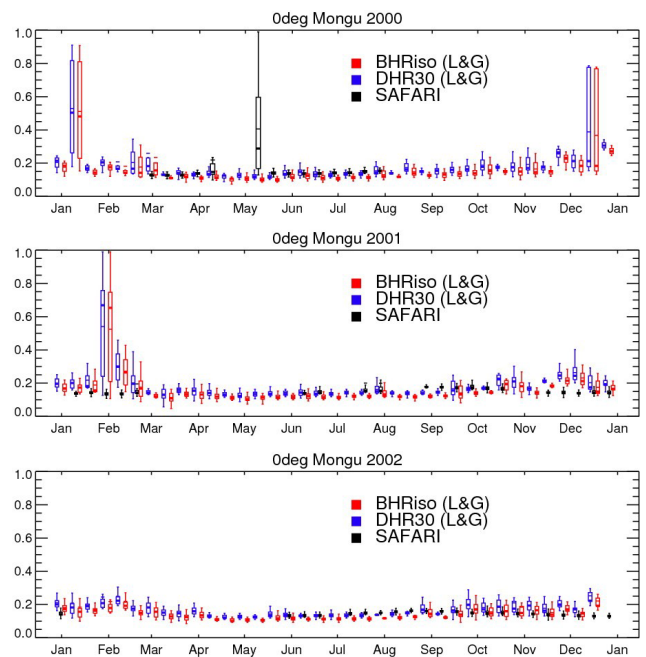 0deg Mongu 2000
1.0
0.8
0.6
0.4
0.2
0.0
BHRiso (L&G)
DHR30 (L&G)
SAFARI
Jan Feb Mar Apr May Jun Jul Aug Sep Oct Nov Dec Jan
0deg Mongu 2001
1.0
0.8
0.6
0.4
0.2
0.0
BHRiso (L&G)
DHR30 (L&G)
SAFARI
Jan Feb Mar Apr May Jun Jul Aug Sep Oct Nov Dec Jan
0deg Mongu 2002
1.0
0.8
0.6
0.4
0.2
0.0
BHRiso (L&G)
DHR30 (L&G)
SAFARI
Jan Feb Mar Apr May Jun Jul Aug Sep Oct Nov Dec Jan